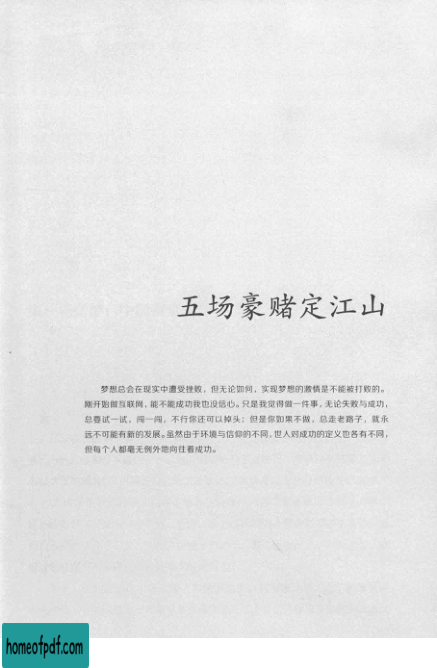 五场豪赌定江山
梦想总会在现实中遭受挫败，但无论如何，实现梦想的激情是不能被打败的。
刚开始做互联网，能不能成功我也没信心。只是我觉得做一件事，无论失败与成功，
总要试一试，闯一闯，不行你还可以掉头；但是你如果不做，总走老路子，就永
远不可能有新的发展。虽然由于环境与信仰的不同，世人对成功的定义也各有不同，
但每个人都毫无例外地向往着成功。
homeofpdf.com